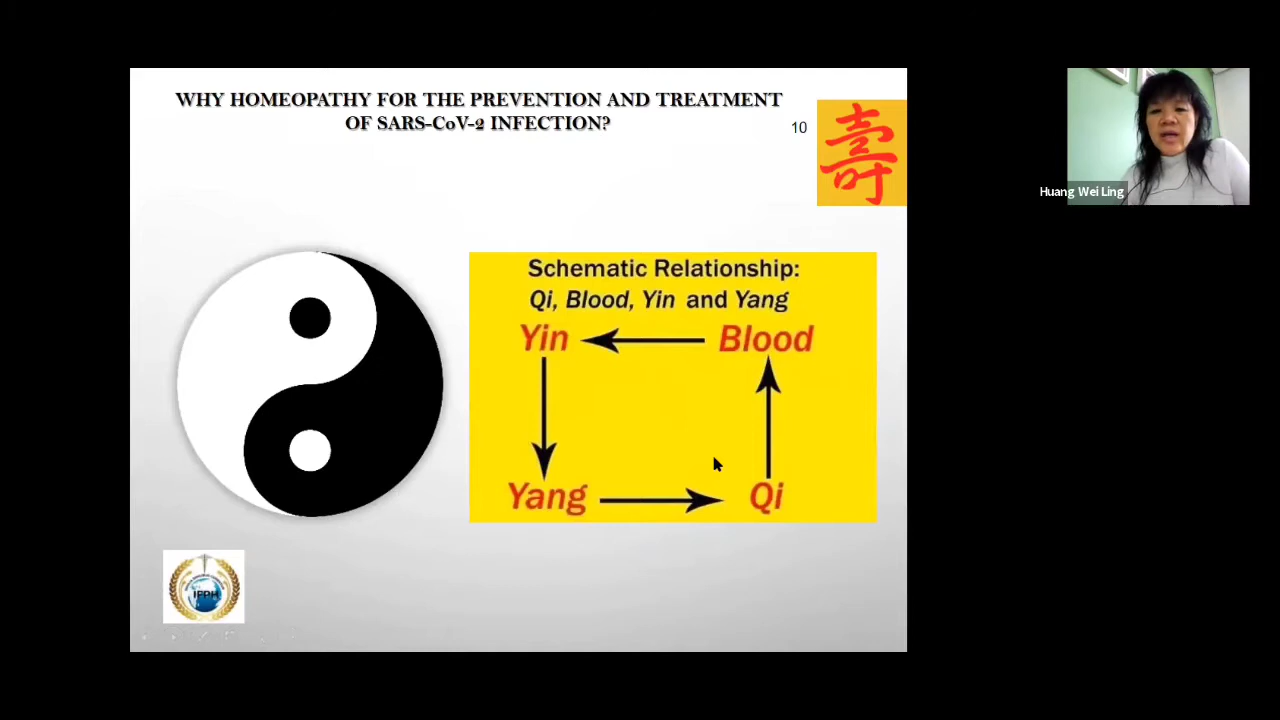 WHY HOMEOPATHY FOR THE PREVENTION AND TREATMENT
OF SARS-CoV-2 INFECTION?
10
壽
Huang Wei Ling
Schematic Relationship:
Qi, Blood, Yin and Yang
Yin
Blood
Yang
Qi
IFPH